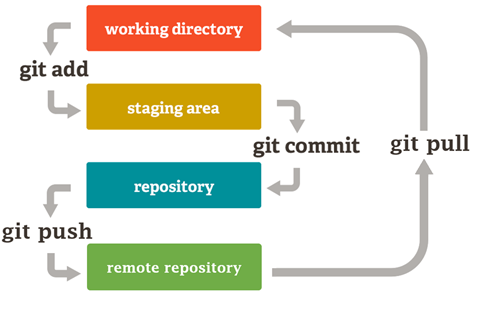 working directory
git add
staging area
git commit
git pull
repository
git push
remote repository